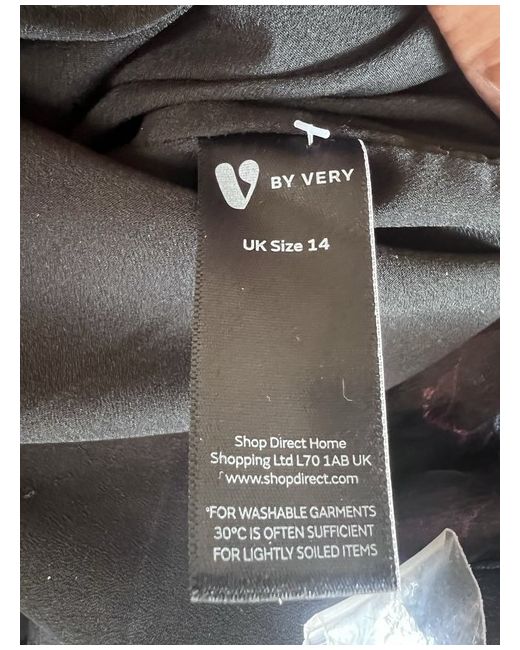 V BY VERY
UK Size 14
Shop Direct Home
Shopping Ltd L70 1AB UK
www.shopdirect.com
°FOR WASHABLE GARMENTS
30°C IS OFTEN SUFFICIENT
FOR LIGHTLY SOILED ITEMS